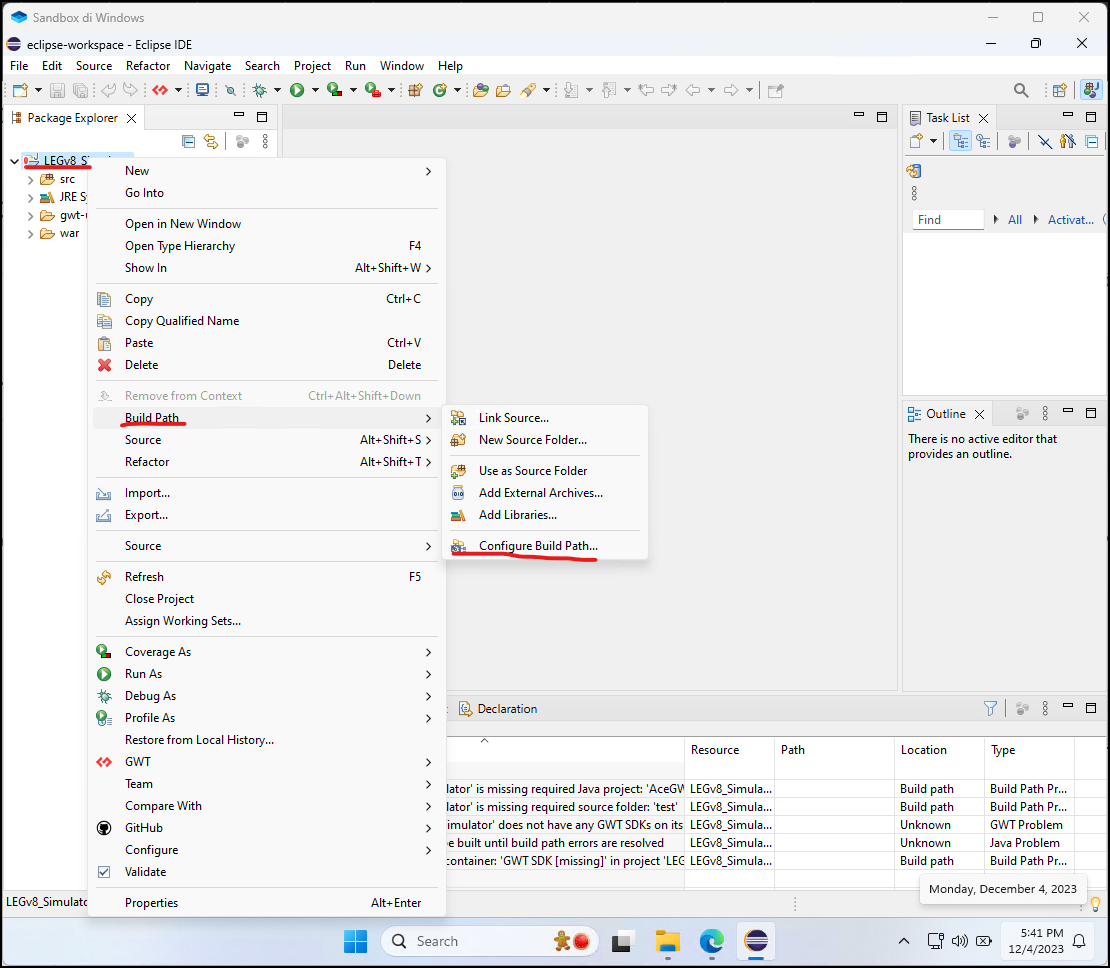 Sandbox di Windows
eclipse-workspace - Eclipse IDE
File Edit Source Refactor Navigate Search Project Run Window Help
Package Explorer
Task List
LEGv8_S
src
JRE Sy
gwt-u
war
New
Go Into
Open in New Window
Open Type Hierarchy F4
Show In Alt+Shift+W
Copy Ctrl+C
Copy Qualified Name
Paste Ctrl+V
Delete Delete
Remove from Context Ctrl+Alt+Shift+Down
Build Path
Source Alt+Shift+S
Refactor Alt+Shift+T
Import...
Export...
Source
Refresh F5
Close Project
Assign Working Sets...
Coverage As
Run As
Debug As
Profile As
Restore from Local History...
GWT
Team
Compare With
GitHub
Configure
Validate
Properties Alt+Enter
Link Source...
New Source Folder...
Use as Source Folder
Add External Archives...
Add Libraries...
Configure Build Path...
Find All Activat...
Outline
There is no active editor that
provides an outline.
Declaration
Resource Path Location Type
lator' is missing required Java project: 'AceGW LEGv8_Simula... Build path Build Path Pr...
lator' is missing required source folder: 'test' LEGv8_Simula... Build path Build Path Pr...
imulator' does not have any GWT SDKs on its LEGv8_Simula... Unknown GWT Problem
e built until build path errors are resolved LEGv8_Simula... Unknown Java Problem
container: 'GWT SDK [missing]' in project 'LEG LEGv8_Simula... Build path Build Path Pr...
Monday, December 4, 2023
LEGv8_Simulato
Search
5:41 PM
12/4/2023